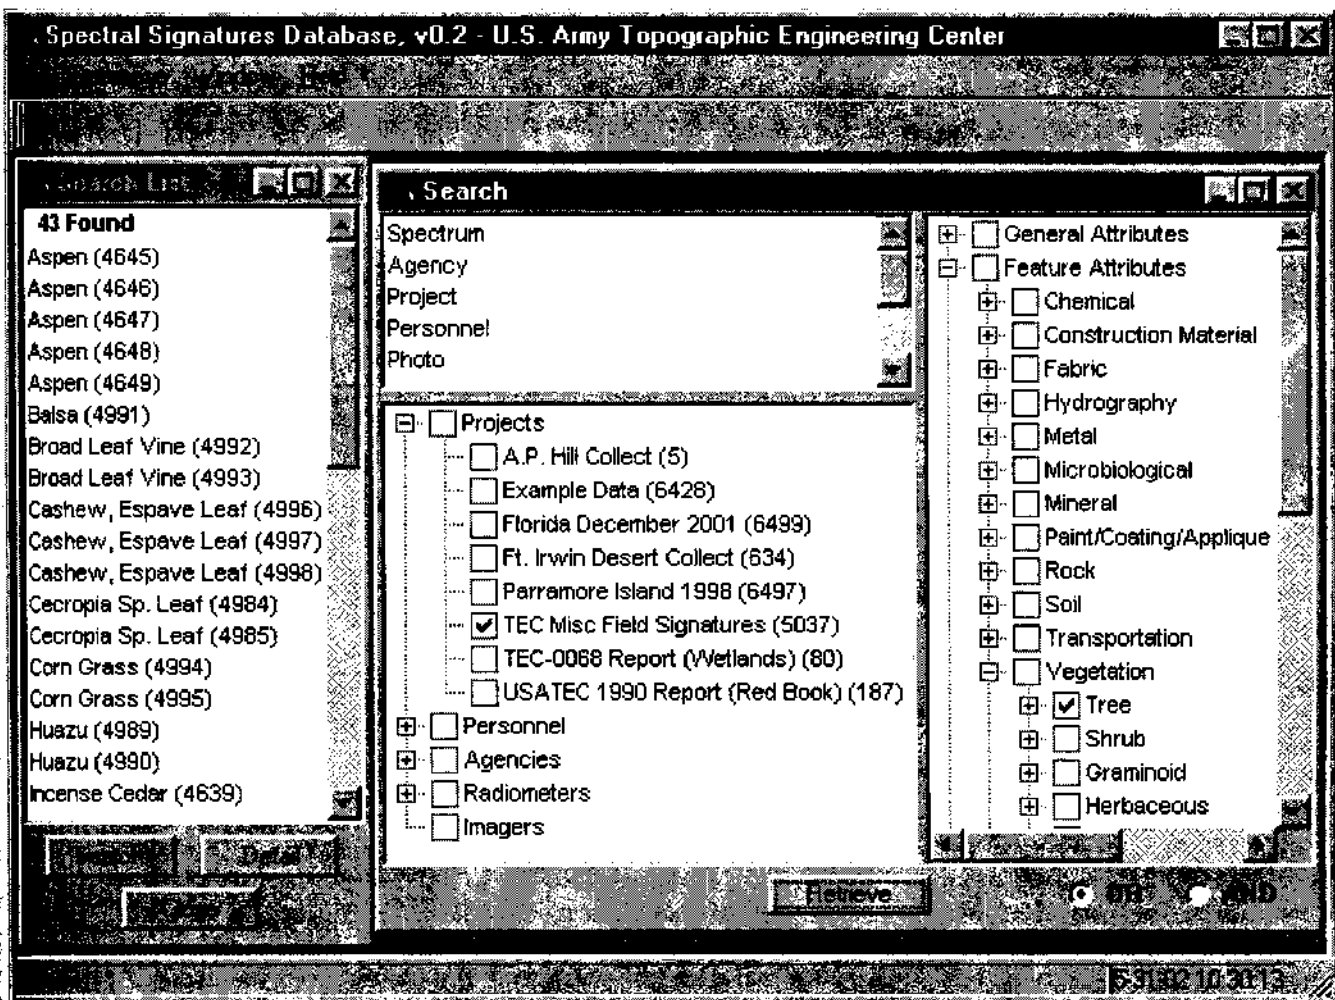 Spectral Signatures Database, v0.2 - U.S. Army Topographic Engineering Center
Search List
43 Found
Aspen (4645)
Aspen (4646)
Aspen (4647)
Aspen (4648)
Aspen (4649)
Balsa (4991)
Broad Leaf Vine (4992)
Broad Leaf Vine (4993)
Cashew, Espave Leaf (4996)
Cashew, Espave Leaf (4997)
Cashew, Espave Leaf (4998)
Cecropia Sp. Leaf (4984)
Cecropia Sp. Leaf (4985)
Corn Grass (4994)
Corn Grass (4995)
Huazu (4989)
Huazu (4990)
Incense Cedar (4639)
Detail
Search
Spectrum
Agency
Project
Personnel
Photo
Projects
A.P. Hill Collect (5)
Example Data (6428)
Florida December 2001 (6499)
Ft. Irwin Desert Collect (634)
Parramore Island 1998 (6497)
TEC Misc Field Signatures (5037)
TEC-0068 Report (Wetlands) (80)
USATEC 1990 Report (Red Book) (187)
Personnel
Agencies
Radiometers
Imagers
General Attributes
Feature Attributes
Chemical
Construction Material
Fabric
Hydrography
Metal
Microbiological
Mineral
Paint/Coating/Applique
Rock
Soil
Transportation
Vegetation
Tree
Shrub
Graminoid
Herbaceous
Retrieve
OR AND